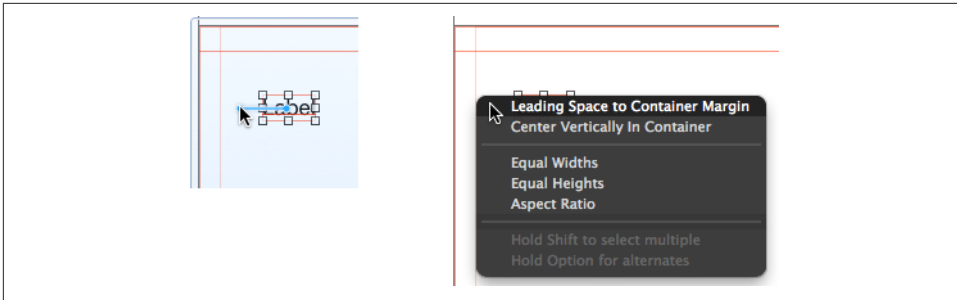 Label
Leading Space to Container Margin
Center Vertically In Container
Equal Widths
Equal Heights
Aspect Ratio
Hold Shift to select multiple
Hold Option for alternates